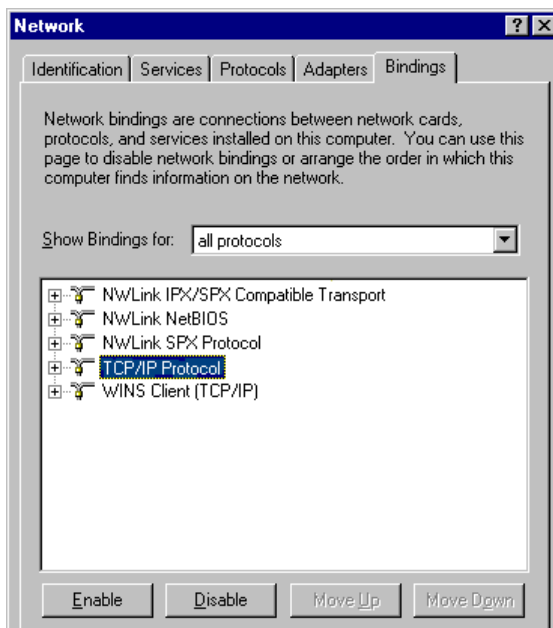 Network
Identification Services Protocols Adapters Bindings
Network bindings are connections between network cards,
protocols, and services installed on this computer. You can use this
page to disable network bindings or arrange the order in which this
computer finds information on the network.
Show Bindings for: all protocols
NWLink IPX/SPX Compatible Transport
NWLink NetBIOS
NWLink SPX Protocol
TCP/IP Protocol
WINS Client (TCP/IP)
Enable Disable Move Up Move Down